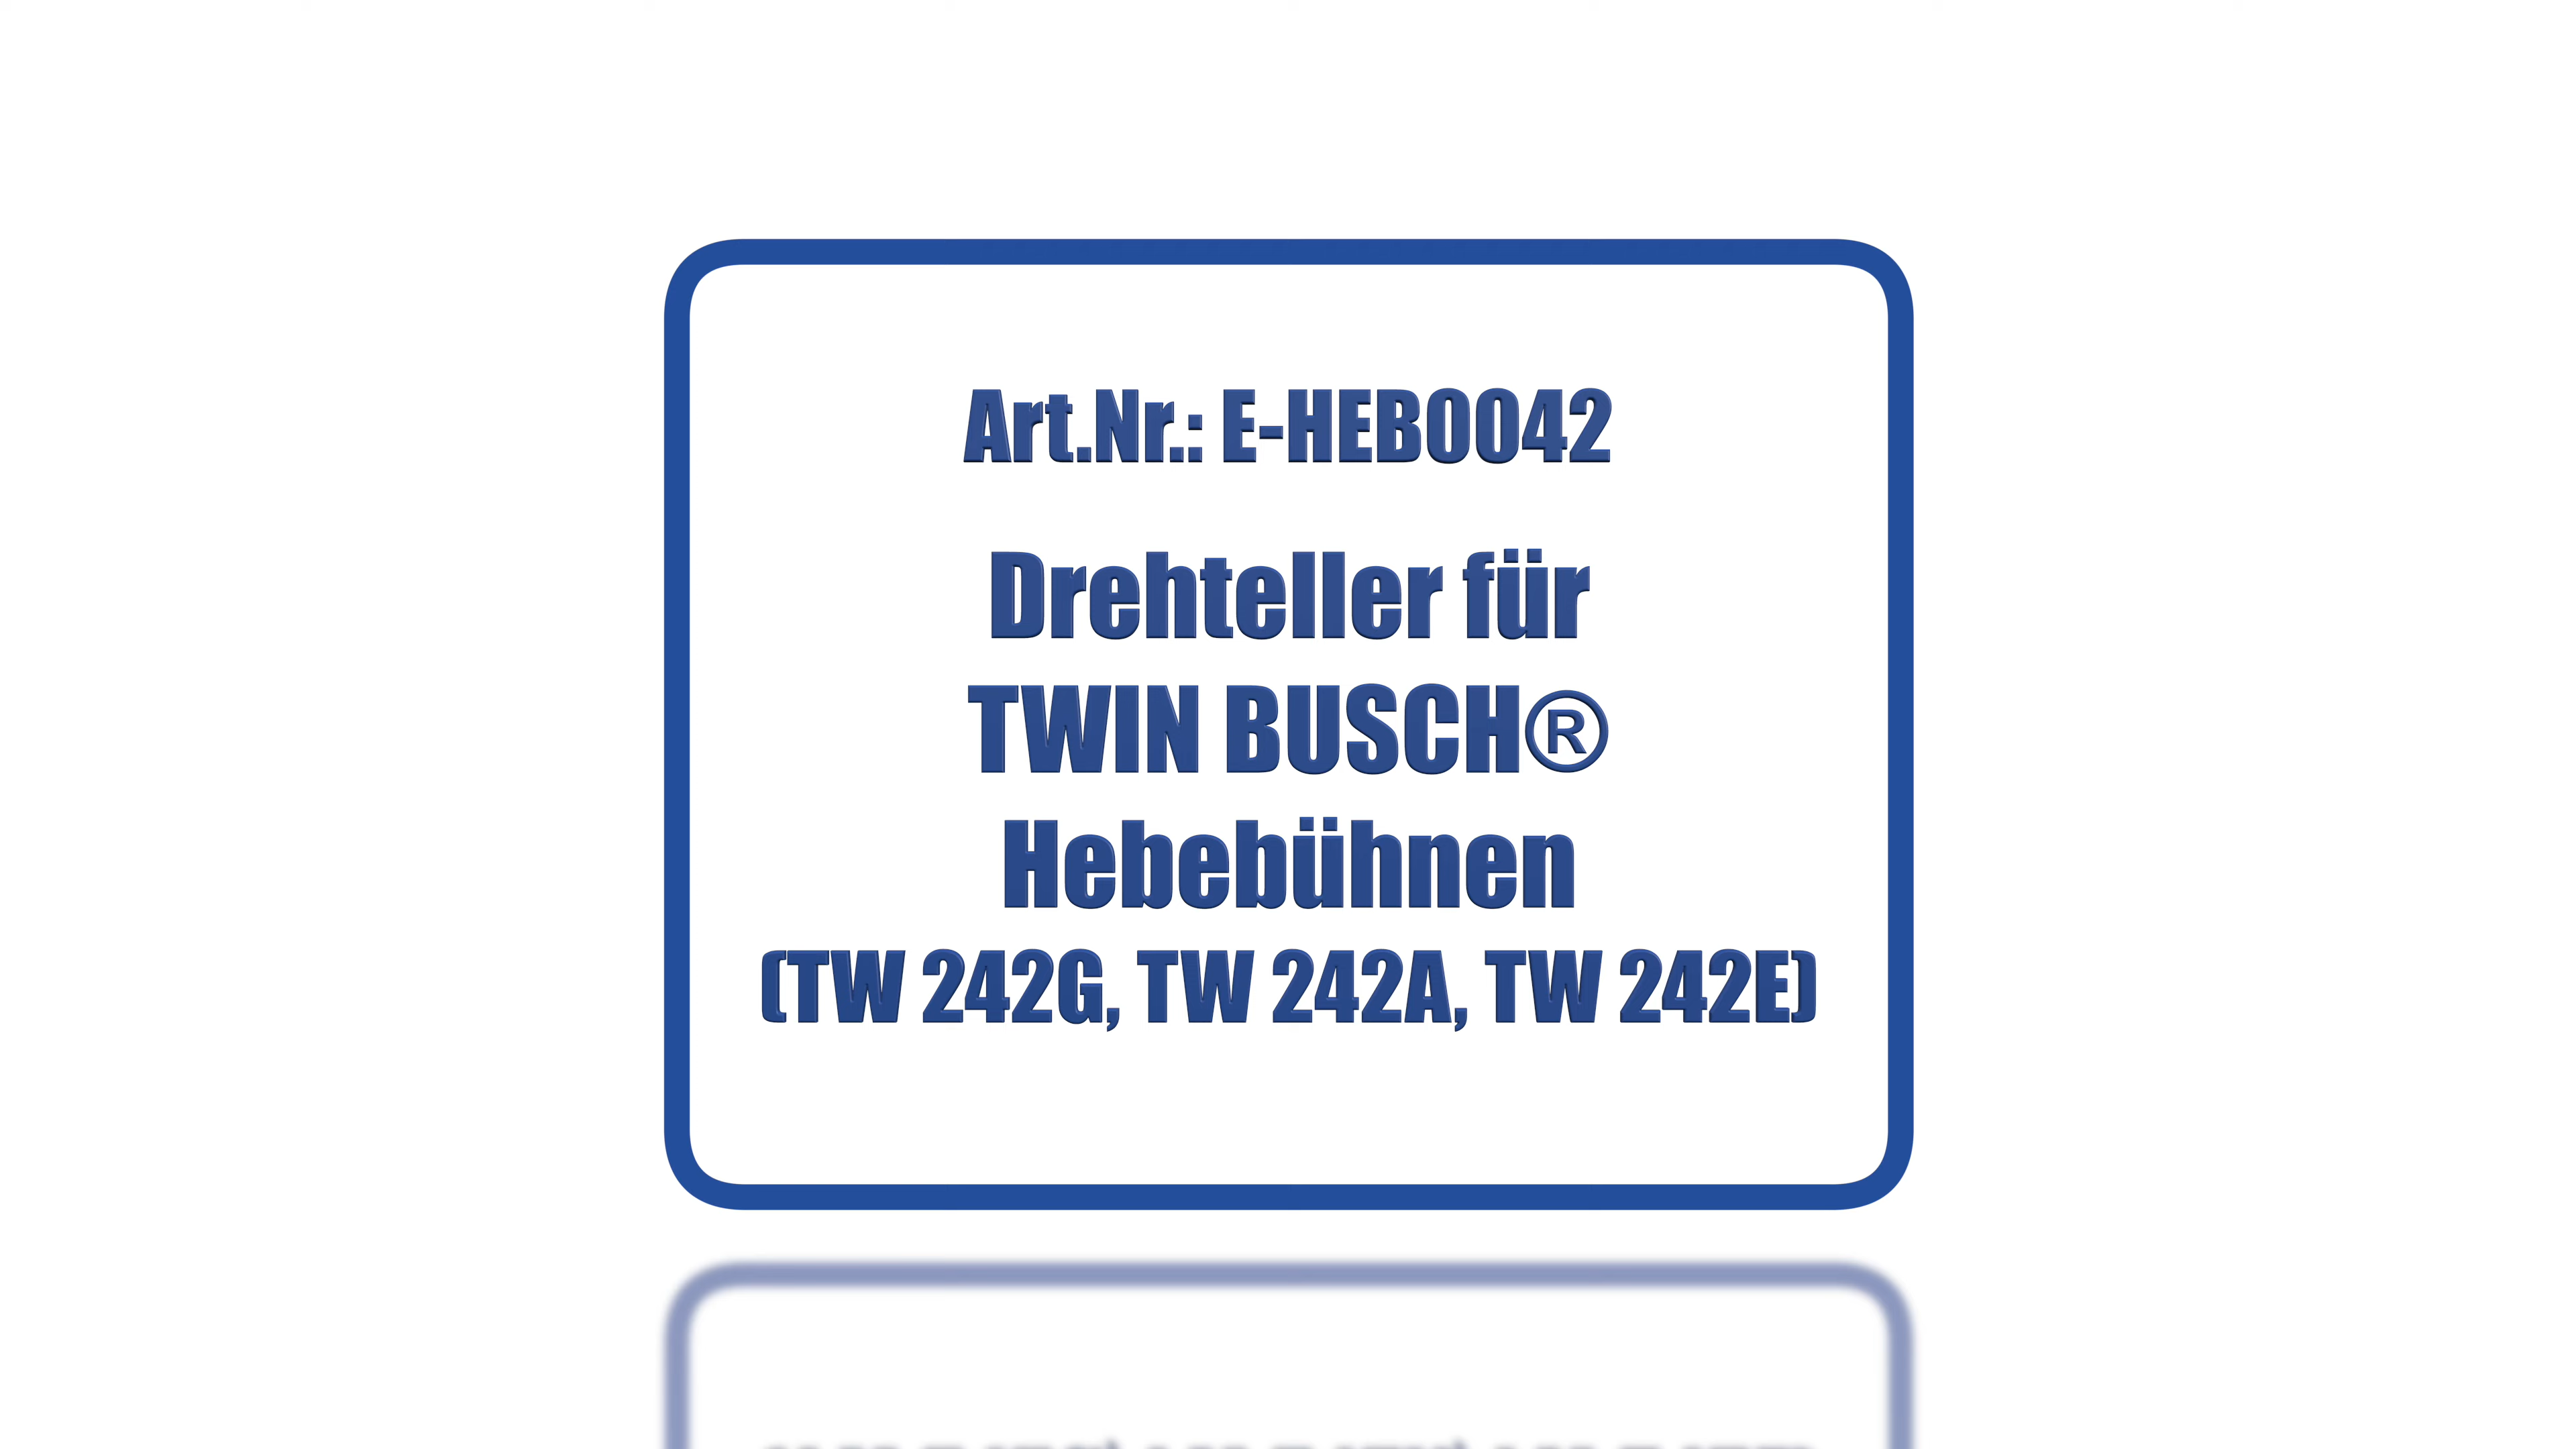 Art.Nr.: E-HEB0042
Drehteller für
TWIN BUSCH®
Hebebühnen
(TW 242G, TW 242A, TW 242E)